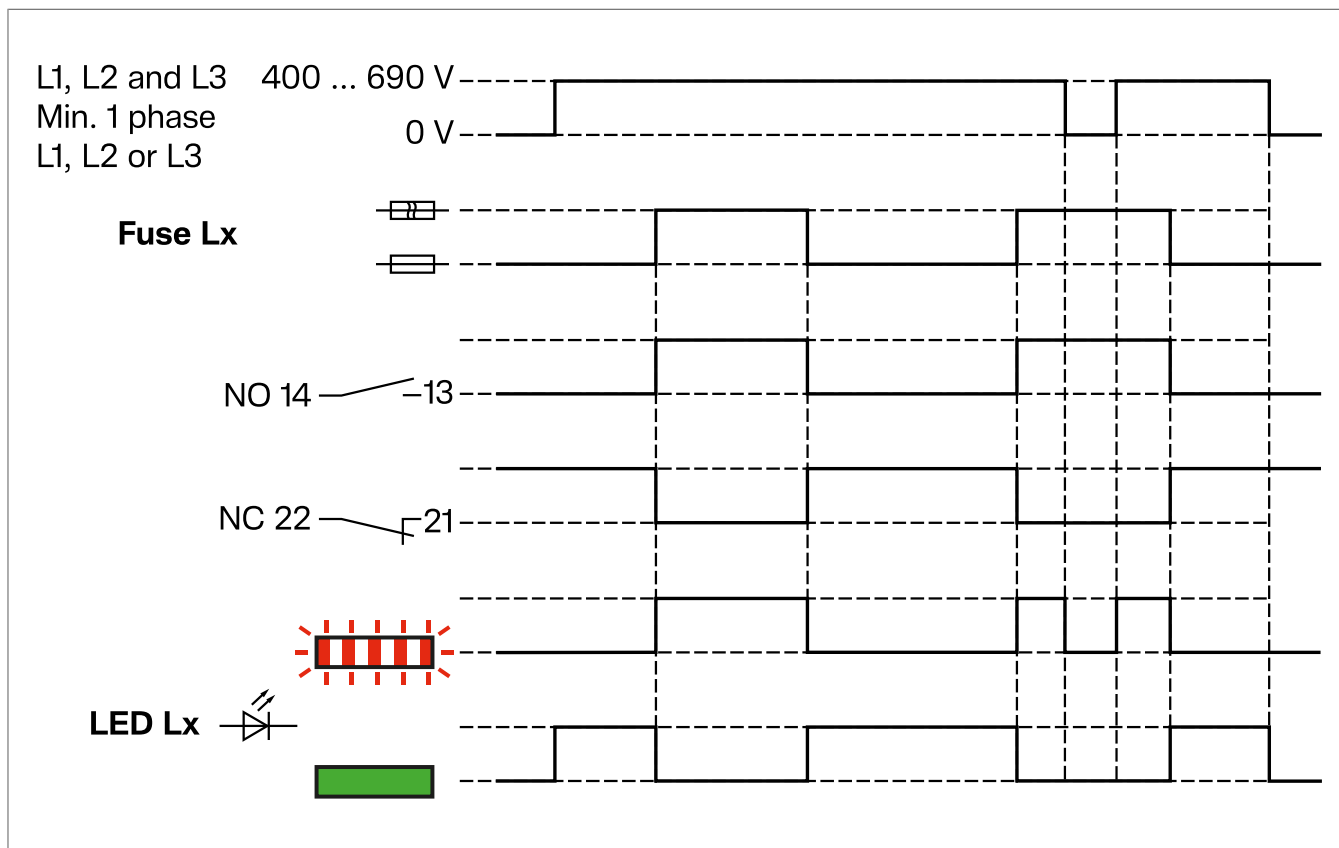 L1, L2 and L3 400 ... 690 V
Min. 1 phase
0 V
L1, L2 or L3
Fuse Lx
NO 14 13
NC 22 21
LED Lx